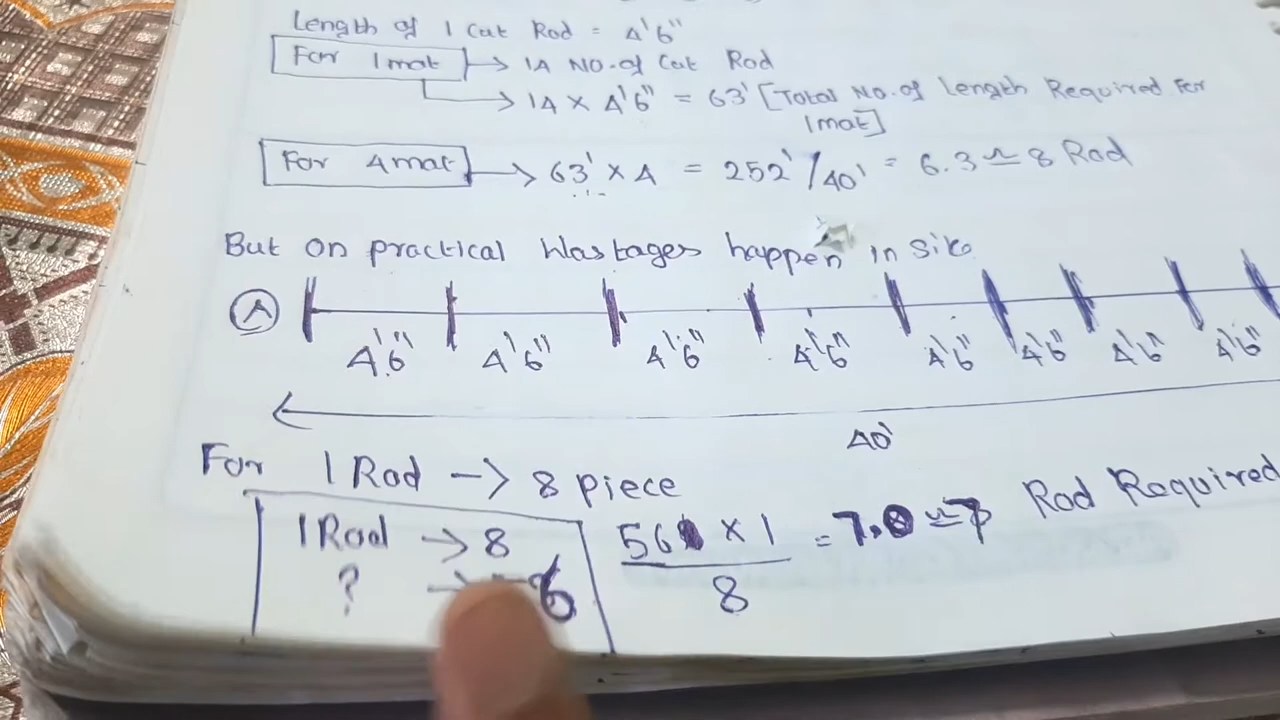 Length of 1 Cut Rod = 4'6"
For 1mat → 14 NO.of Cut Rod
→ 14 × 4'6" = 63' [Total No.of Length Required For
1mat]
For 4mat → 63' × 4 = 252'/40' = 6.3 ≃ 8 Rod
But on practical Wastages happen in Site
A
4'6" 4'6" 4'6" 4'6" 4'6" 4'6" 4'6" 4'6"
40'
For 1 Rod -> 8 piece
1Rod → 8
? → 6
56 × 1 = 7.0 ≃ 7 Rod Required
8